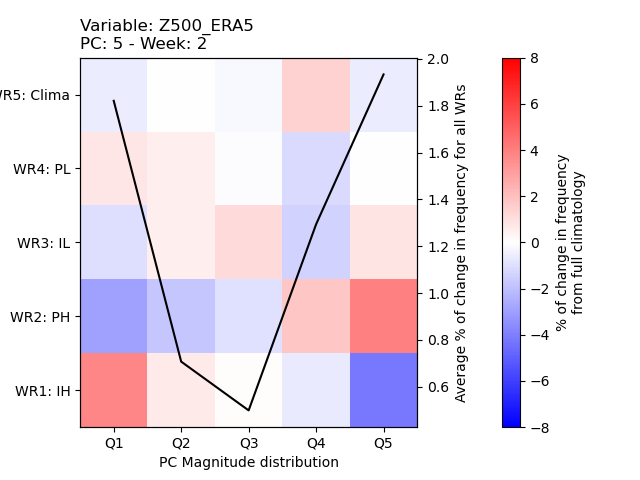 Variable: Z500_ERA5
PC: 5 - Week: 2
WR5: Clima
WR4: PL
WR3: IL
WR2: PH
WR1: IH
Q1 Q2 Q3 Q4 Q5
PC Magnitude distribution
2.0
1.8
1.6
1.4
1.2
1.0
0.8
0.6
Average % of change in frequency for all WRs
8
6
4
2
0
−2
−4
−6
−8
% of change in frequency
from full climatology